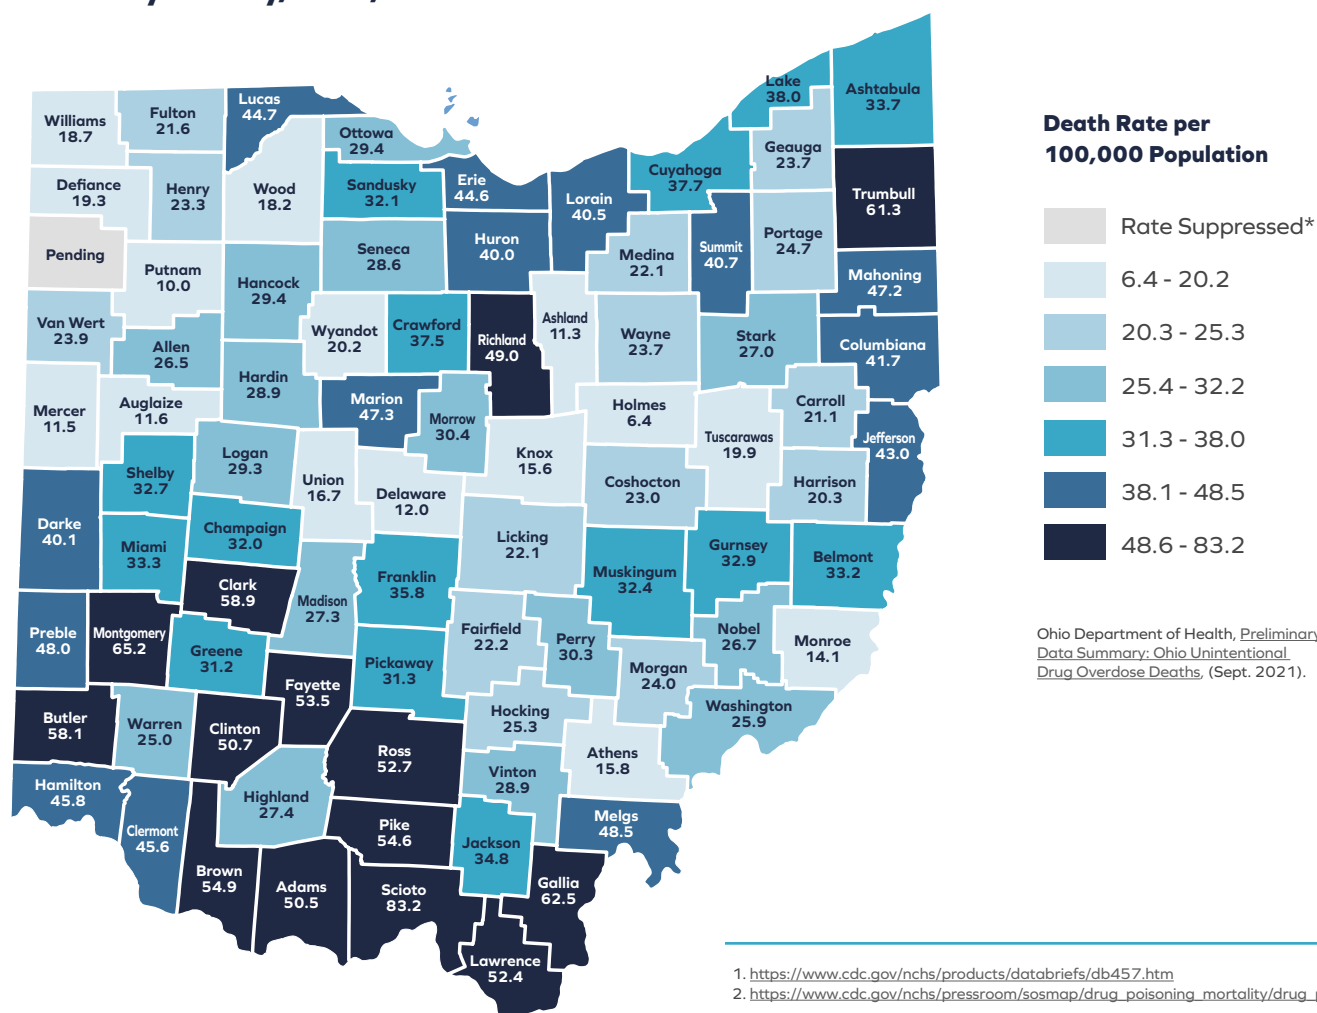 Lake
38.0
Ashtabula
33.7
Williams
18.7
Fulton
21.6
Lucas
44.7
Ottowa
29.4
Geauga
23.7
Cuyahoga
37.7
Defiance
19.3
Henry
23.3
Wood
18.2
Sandusky
32.1
Erie
44.6
Lorain
40.5
Trumbull
61.3
Pending
Putnam
10.0
Hancock
29.4
Seneca
28.6
Huron
40.0
Medina
22.1
Summit
40.7
Portage
24.7
Mahoning
47.2
Van Wert
23.9
Allen
26.5
Hardin
28.9
Wyandot
20.2
Crawford
37.5
Richland
49.0
Ashland
11.3
Wayne
23.7
Stark
27.0
Columbiana
41.7
Mercer
11.5
Auglaize
11.6
Marion
47.3
Morrow
30.4
Holmes
6.4
Tuscarawas
19.9
Carroll
21.1
Jefferson
43.0
Shelby
32.7
Logan
29.3
Union
16.7
Delaware
12.0
Knox
15.6
Coshocton
23.0
Harrison
20.3
Darke
40.1
Miami
33.3
Champaign
32.0
Clark
58.9
Madison
27.3
Franklin
35.8
Licking
22.1
Muskingum
32.4
Gurnsey
32.9
Belmont
33.2
Preble
48.0
Montgomery
65.2
Greene
31.2
Fayette
53.5
Pickaway
31.3
Fairfield
22.2
Perry
30.3
Morgan
24.0
Nobel
26.7
Monroe
14.1
Butler
58.1
Warren
25.0
Clinton
50.7
Ross
52.7
Hocking
25.3
Athens
15.8
Washington
25.9
Hamilton
45.8
Clermont
45.6
Highland
27.4
Vinton
28.9
Melgs
48.5
Brown
54.9
Adams
50.5
Pike
54.6
Jackson
34.8
Scioto
83.2
Gallia
62.5
Lawrence
52.4
Death Rate per
100,000 Population
Rate Suppressed*
6.4 - 20.2
20.3 - 25.3
25.4 - 32.2
31.3 - 38.0
38.1 - 48.5
48.6 - 83.2
Ohio Department of Health, Preliminary
Data Summary: Ohio Unintentional
Drug Overdose Deaths, (Sept. 2021).
1. https://www.cdc.gov/nchs/products/databriefs/db457.htm
2. https://www.cdc.gov/nchs/pressroom/sosmap/drug_poisoning_mortality/drug_p